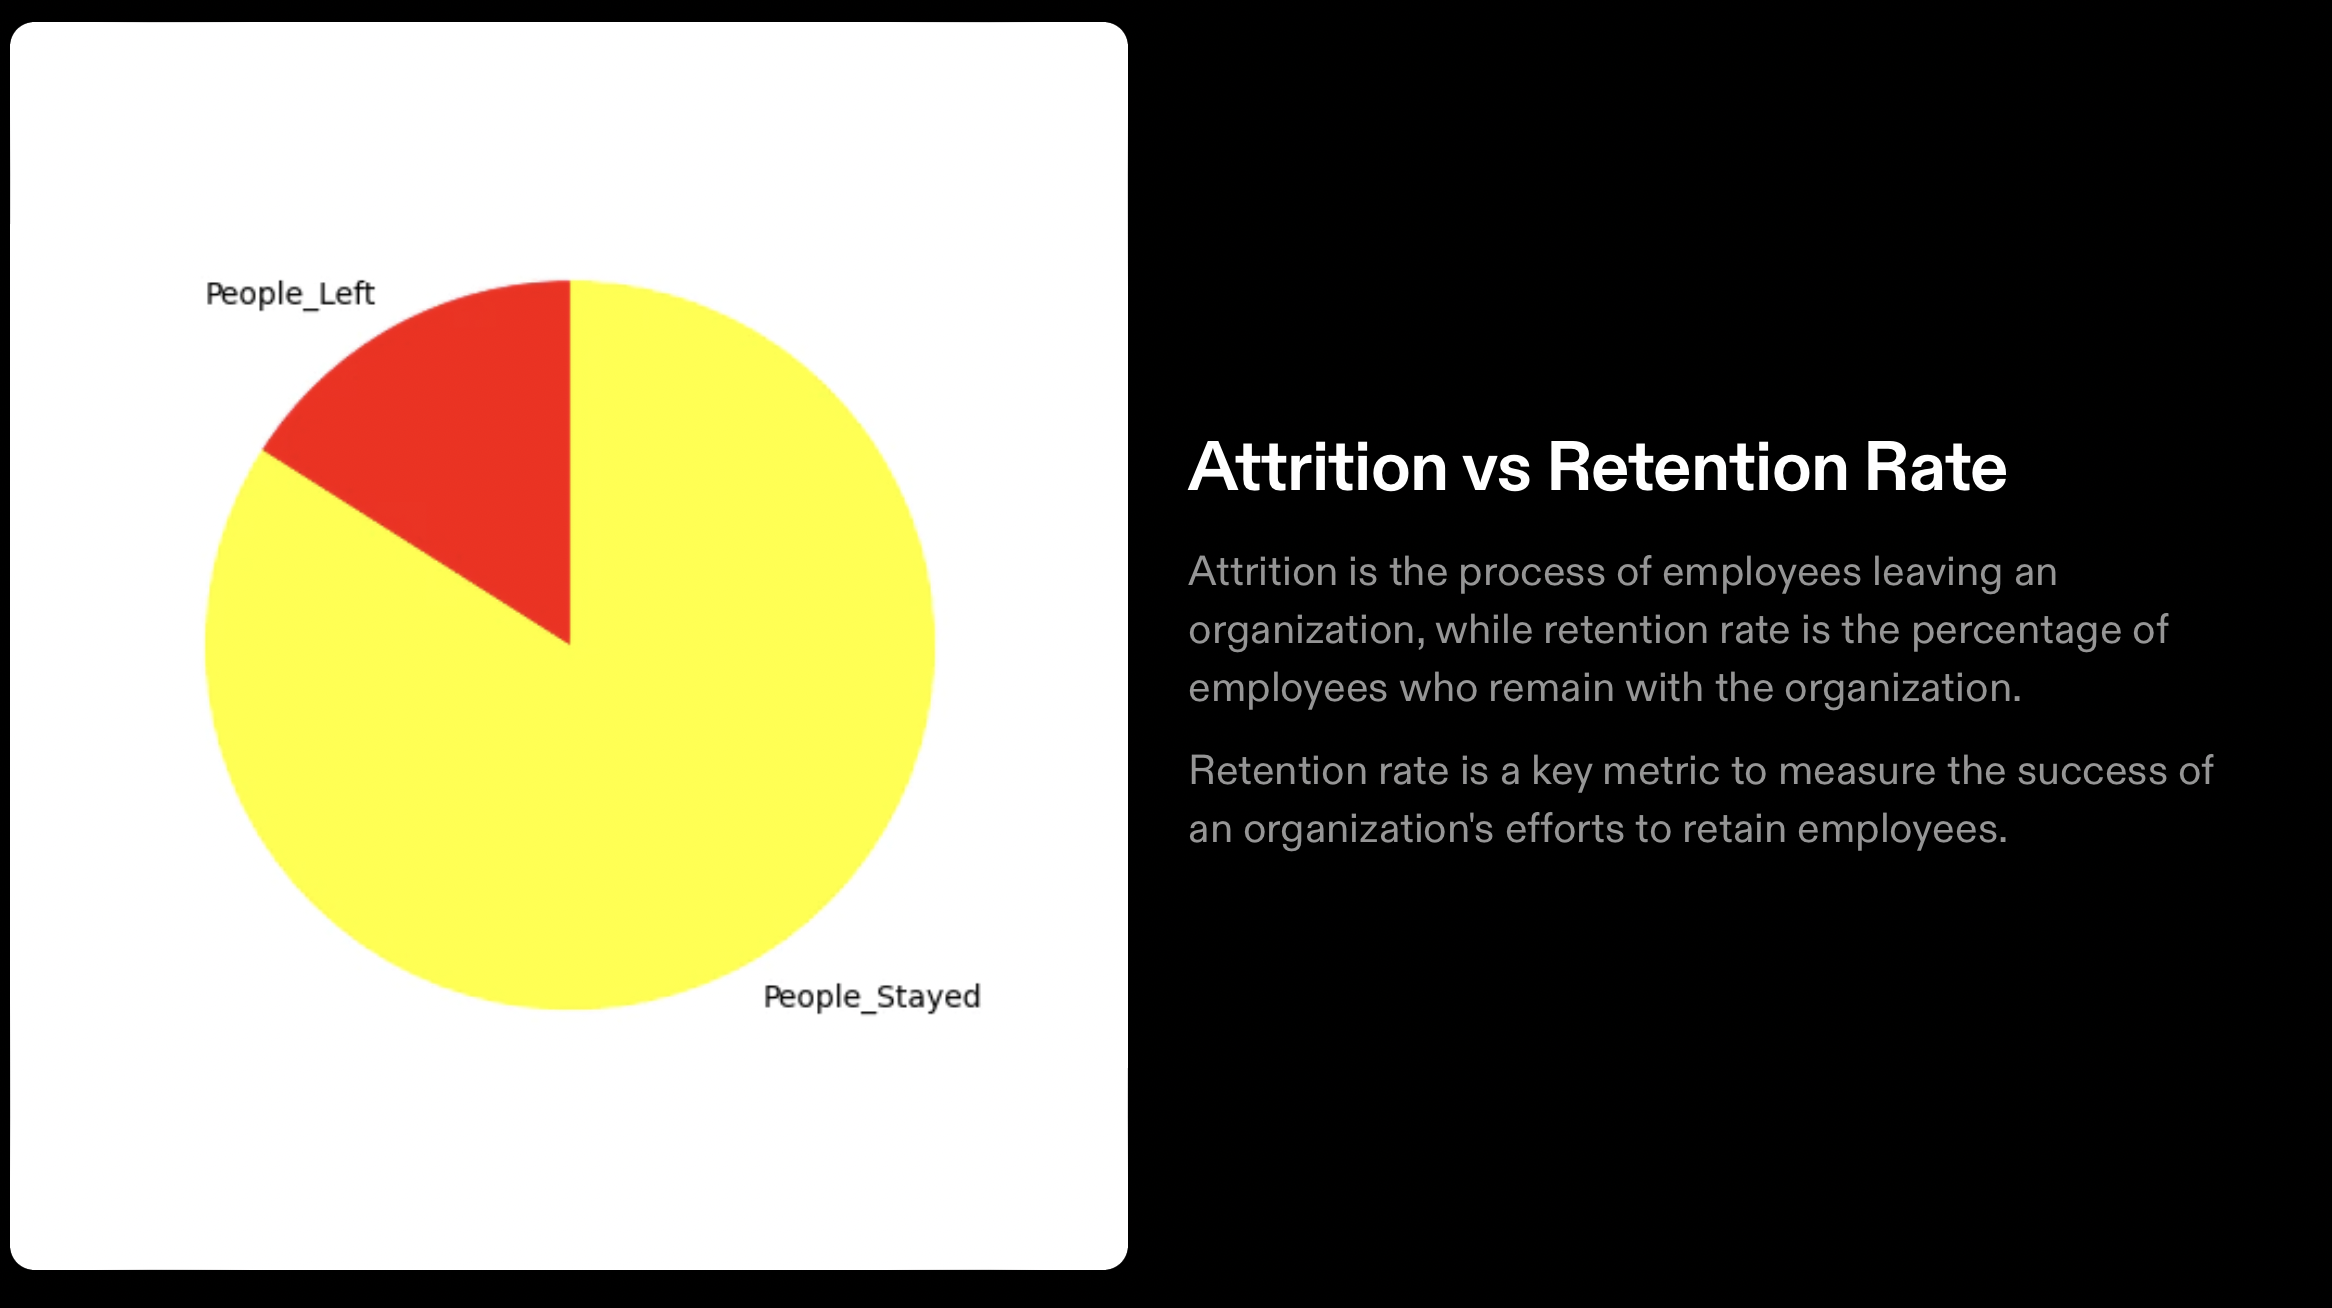 People_Left
People_Stayed
Attrition vs Retention Rate
Attrition is the process of employees leaving an
organization, while retention rate is the percentage of
employees who remain with the organization.
Retention rate is a key metric to measure the success of
an organization's efforts to retain employees.